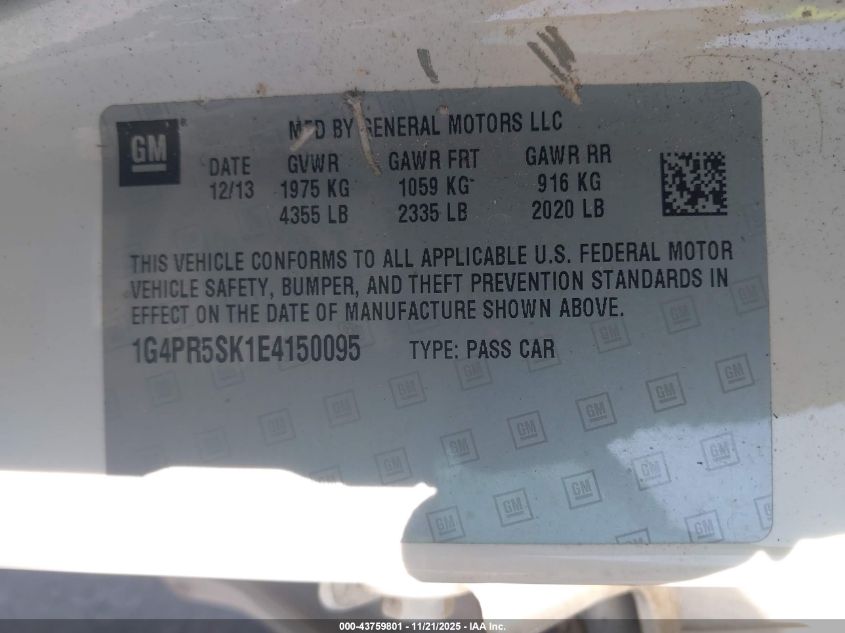 GM
®
MFD BY GENERAL MOTORS LLC
DATE GVWR GAWR FRT GAWR RR
12/13 1975 KG 1059 KG 916 KG
4355 LB 2335 LB 2020 LB
THIS VEHICLE CONFORMS TO ALL APPLICABLE U.S. FEDERAL MOTOR
VEHICLE SAFETY, BUMPER, AND THEFT PREVENTION STANDARDS IN
EFFECT ON THE DATE OF MANUFACTURE SHOWN ABOVE.
1G4PR5SK1E4150095 TYPE: PASS CAR
000-43759801 - 11/21/2025 - IAA Inc.